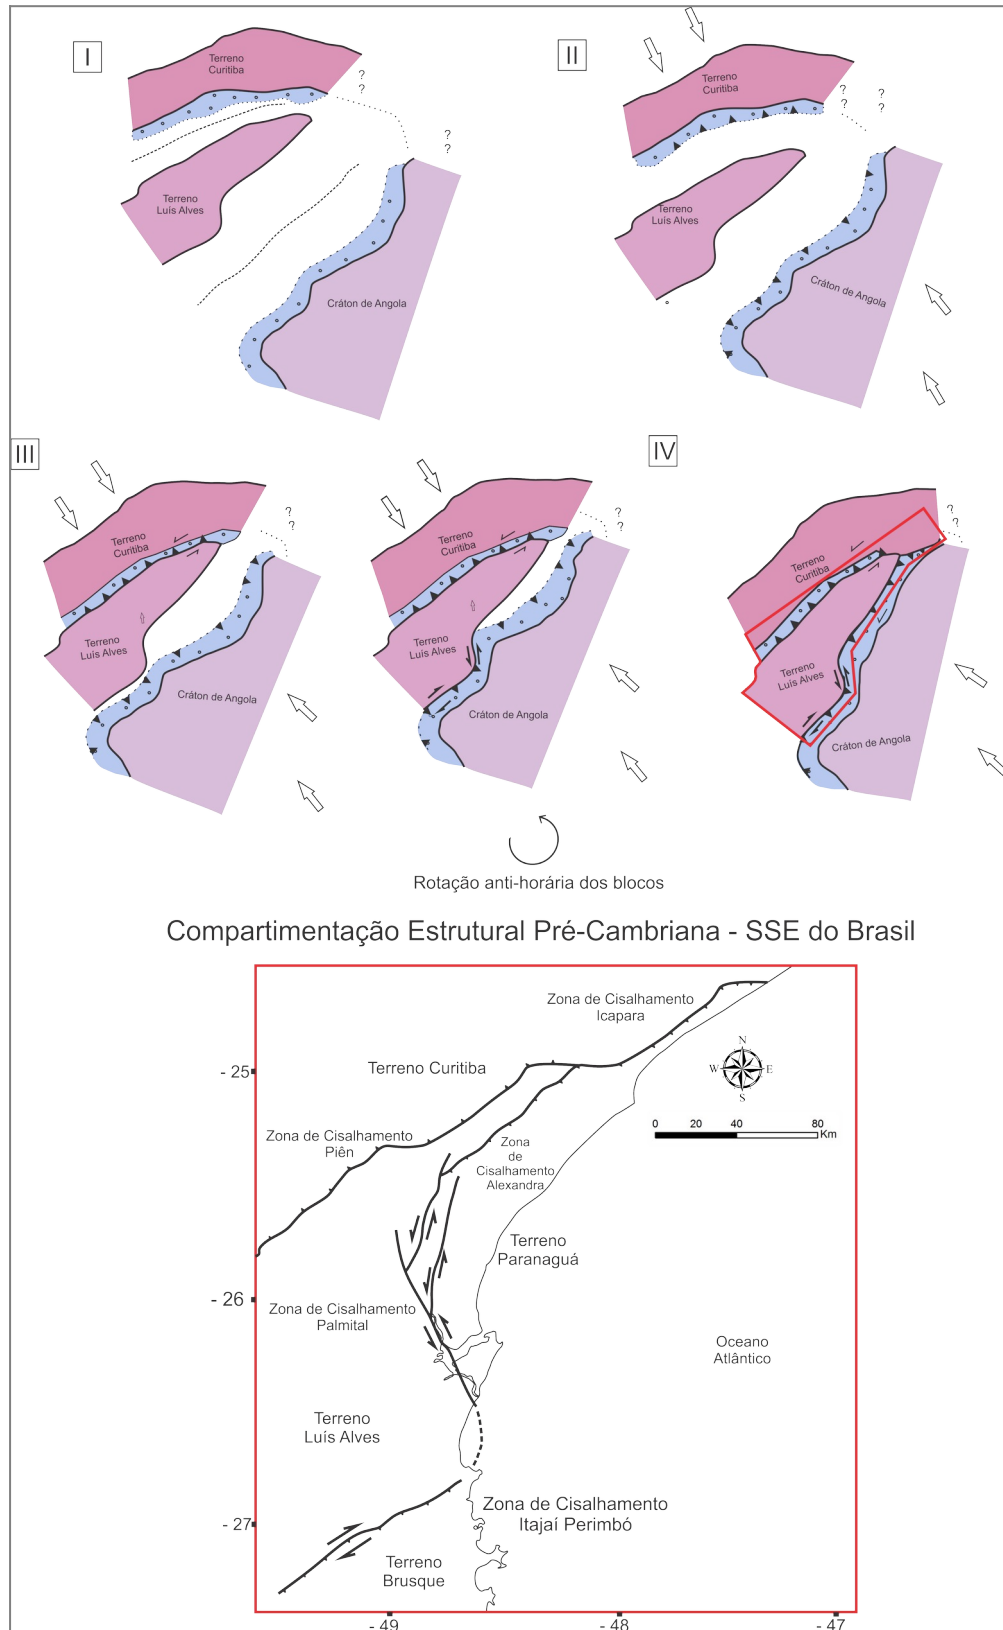 I
Terreno
Curitiba
?
?
?
?
Terreno
Luís Alves
Cráton de Angola
II
Terreno
Curitiba
?
?
?
?
Terreno
Luís Alves
Cráton de Angola
III
Terreno
Curitiba
?
?
Terreno
Luís Alves
Cráton de Angola
Terreno
Curitiba
?
?
Terreno
Luís Alves
Cráton de Angola
IV
Terreno
Curitiba
?
?
Terreno
Luís Alves
Cráton de Angola
Rotação anti-horária dos blocos
Compartimentação Estrutural Pré-Cambriana - SSE do Brasil
Zona de Cisalhamento
Icapara
N
W E
S
Terreno Curitiba
- 25
0 20 40 80
Km
Zona de Cisalhamento
Piên
Zona
de
Cisalhamento
Alexandra
Terreno
Paranaguá
- 26
Zona de Cisalhamento
Palmital
Oceano
Atlântico
Terreno
Luís Alves
Zona de Cisalhamento
Itajaí Perimbó
- 27
Terreno
Brusque
- 49
- 48
- 47